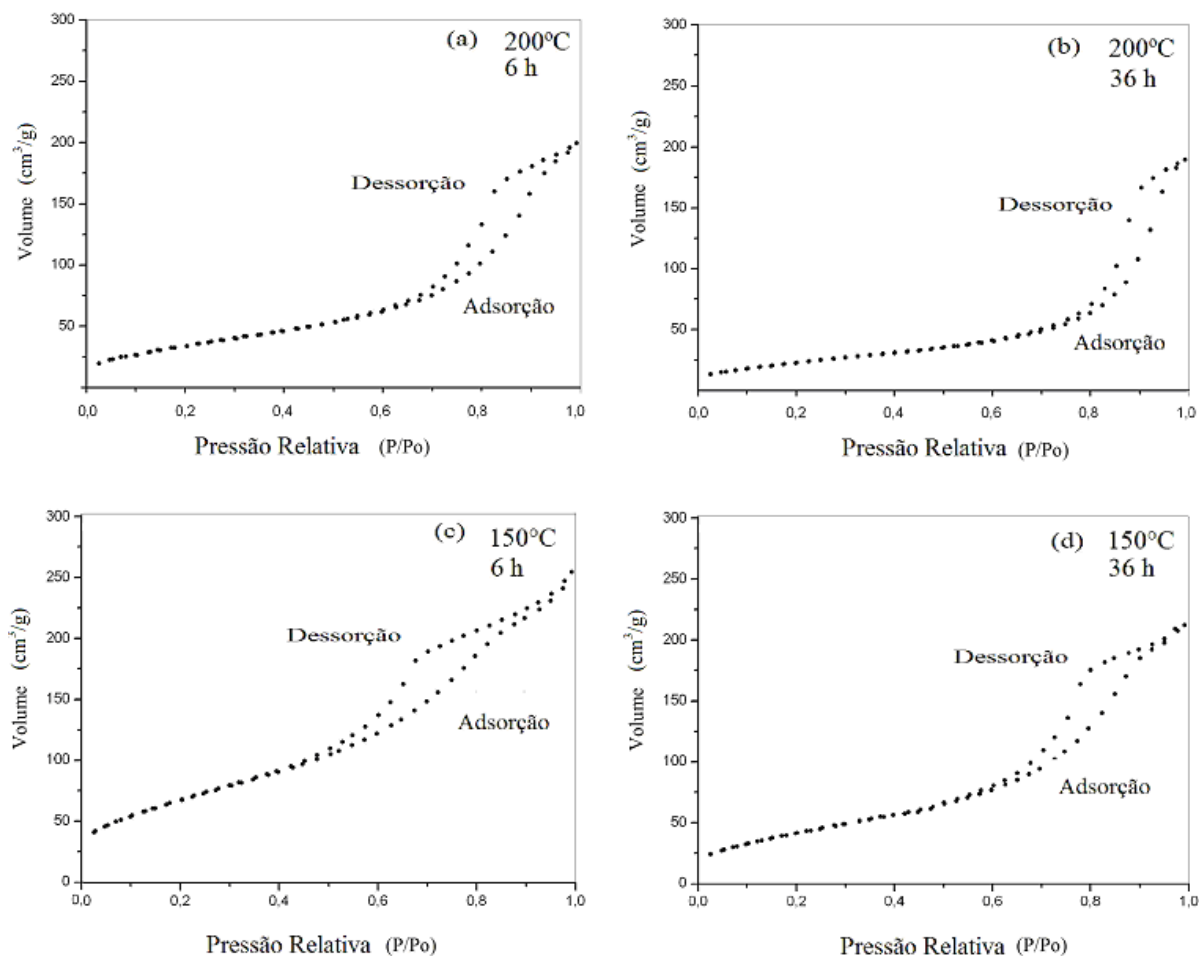 (a) 200ºC
6 h
300
250
200
150
100
50
Volume (cm³/g)
Dessorção
Adsorção
0,0 0,2 0,4 0,6 0,8 1,0
Pressão Relativa (P/Po)
(b) 200ºC
36 h
300
250
200
150
100
50
Volume (cm³/g)
Dessorção
Adsorção
0,0 0,2 0,4 0,6 0,8 1,0
Pressão Relativa (P/Po)
(c) 150°C
6 h
300
250
200
150
100
50
0
Volume (cm³/g)
Dessorção
Adsorção
0,0 0,2 0,4 0,6 0,8 1,0
Pressão Relativa (P/Po)
(d) 150°C
36 h
300
250
200
150
100
50
0
Volume (cm³/g)
Dessorção
Adsorção
0,0 0,2 0,4 0,6 0,8 1,0
Pressão Relativa (P/Po)